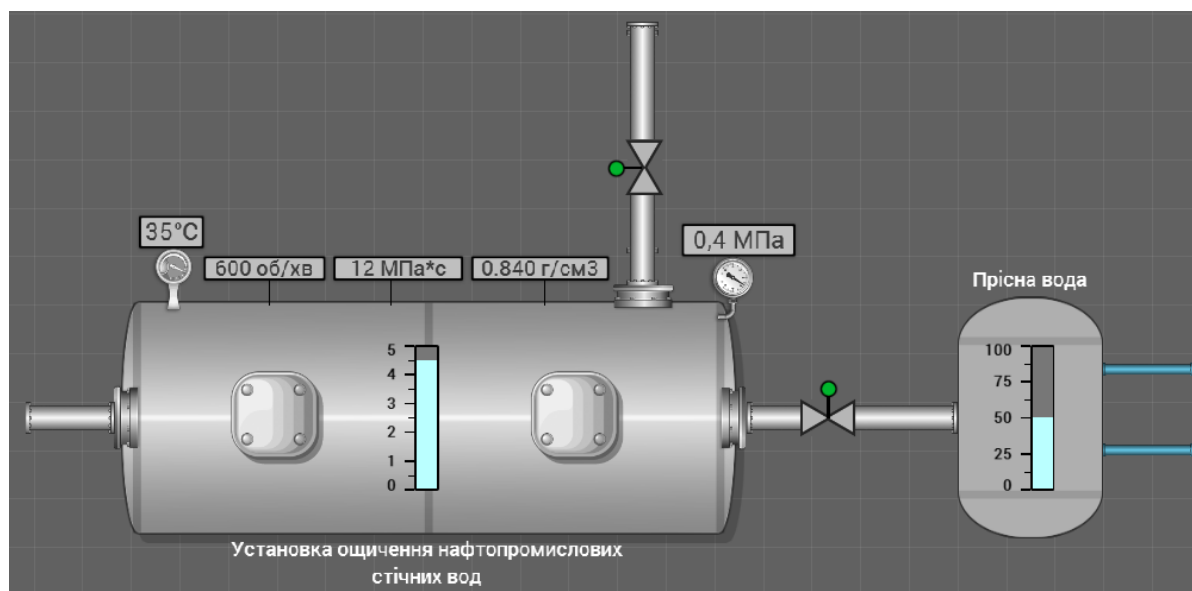 35°C
0,4 МПа
600 об/хв
12 МПа*с
0.840 г/см3
Прісна вода
5
4
3
2
1
0
100
75
50
25
0
Установка ощичення нафтопромислових
стічних вод